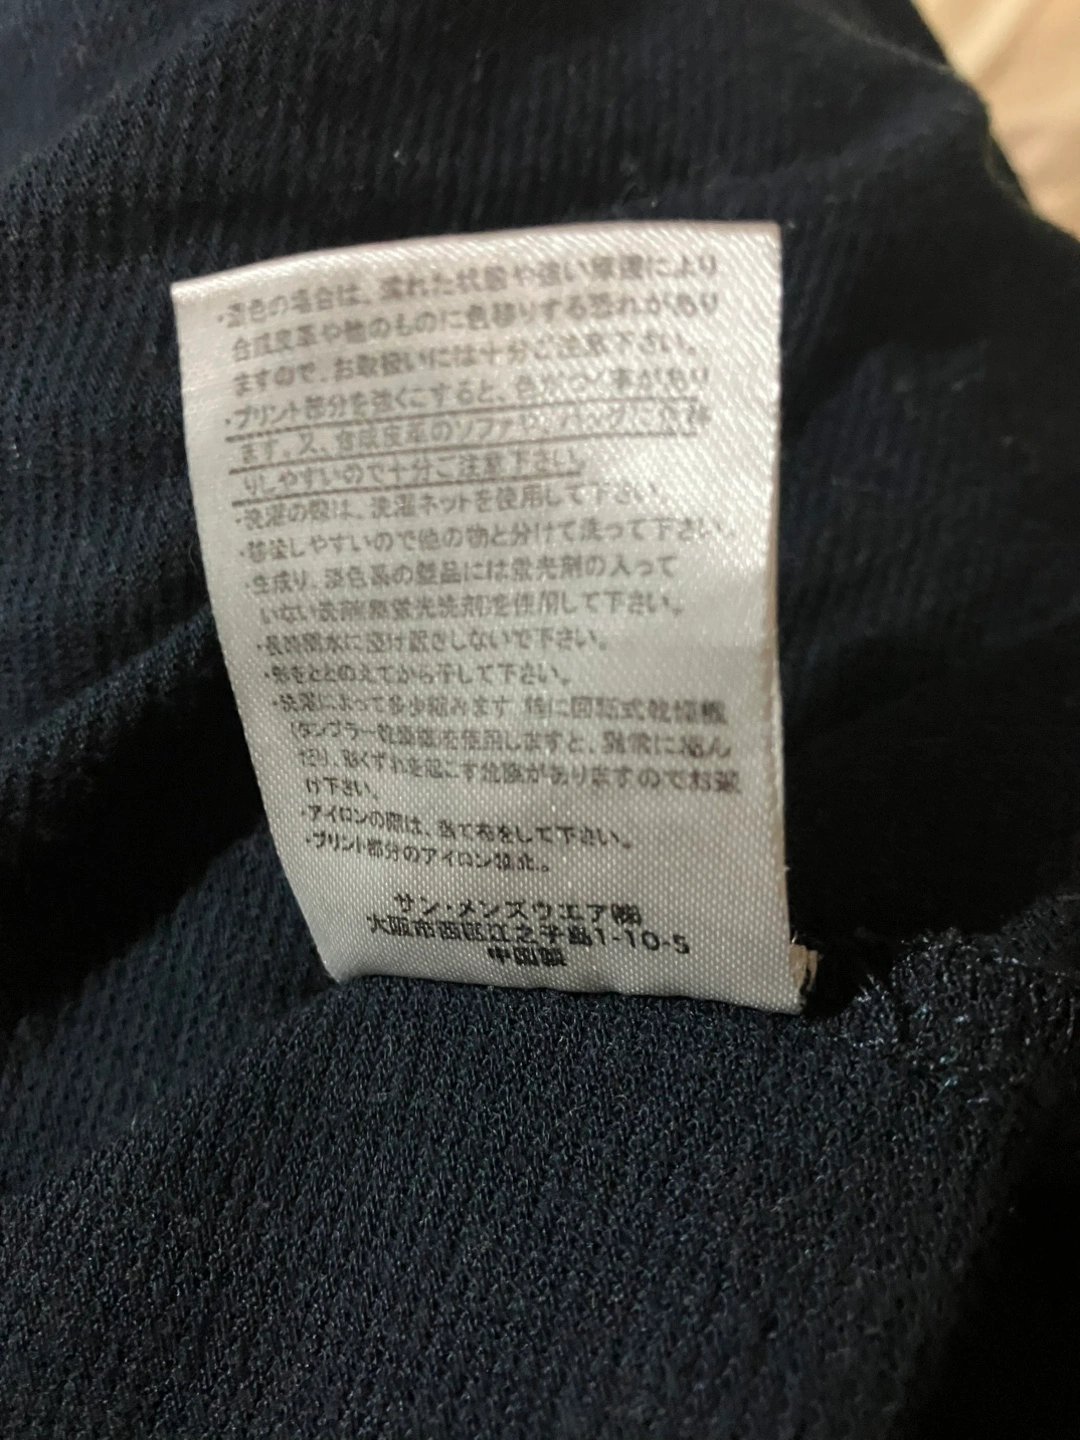 ・濃色の場合は、濡れた状態や強い摩擦により
合成皮革や他のものに色移りする恐れがあり
ますので、お取扱いには十分ご注意下さい。
・プリント部分を強くこすると、色がつく事があり
ます。又、合成皮革のソファや、バッグに色移
りしやすいので十分ご注意下さい。
・洗濯の際は、洗濯ネットを使用して下さい。
・移染しやすいので他の物と分けて洗って下さい。
・生成り、淡色系の製品には蛍光剤の入って
いない洗剤(無蛍光洗剤)を使用して下さい。
・長時間水に浸け置きしないで下さい。
・形をととのえてから干して下さい。
・洗濯によって多少縮みます 特に回転式乾燥機
(タンブラー乾燥機)を使用しますと、異常に縮ん
だり、型くずれを起こす危険がありますのでお避
け下さい。
・アイロンの際は、当て布をして下さい。
・プリント部分のアイロン禁止。
サン・メンズウエア㈱
大阪市西区江之子島1-10-5
中国製